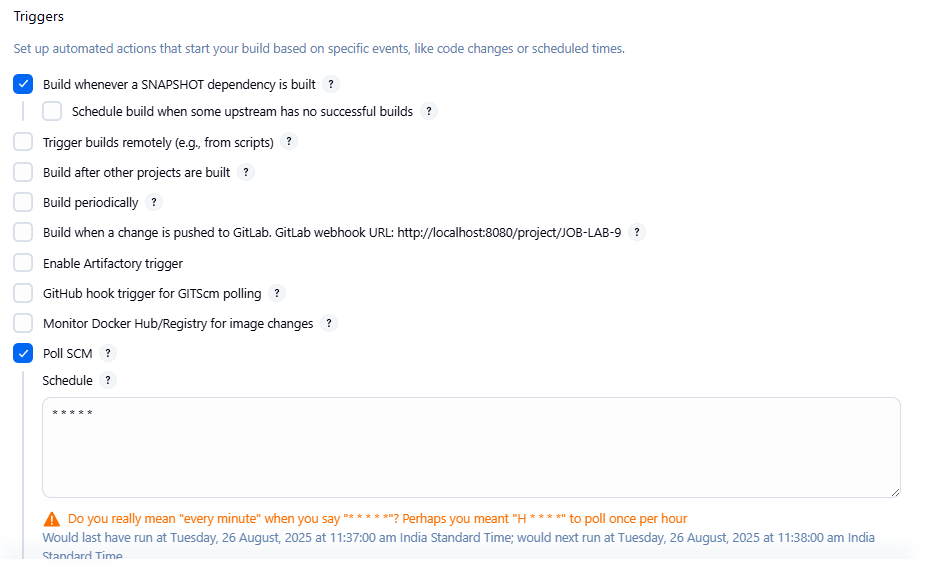 Triggers
Set up automated actions that start your build based on specific events, like code changes or scheduled times.
Build whenever a SNAPSHOT dependency is built ?
Schedule build when some upstream has no successful builds ?
Trigger builds remotely (e.g., from scripts) ?
Build after other projects are built ?
Build periodically ?
Build when a change is pushed to GitLab. GitLab webhook URL: http://localhost:8080/project/JOB-LAB-9 ?
Enable Artifactory trigger
GitHub hook trigger for GITScm polling ?
Monitor Docker Hub/Registry for image changes ?
Poll SCM ?
Schedule ?
* * * * *
Do you really mean "every minute" when you say "* * * * *"? Perhaps you meant "H * * * *" to poll once per hour
Would last have run at Tuesday, 26 August, 2025 at 11:37:00 am India Standard Time; would next run at Tuesday, 26 August, 2025 at 11:38:00 am India
Standard Time